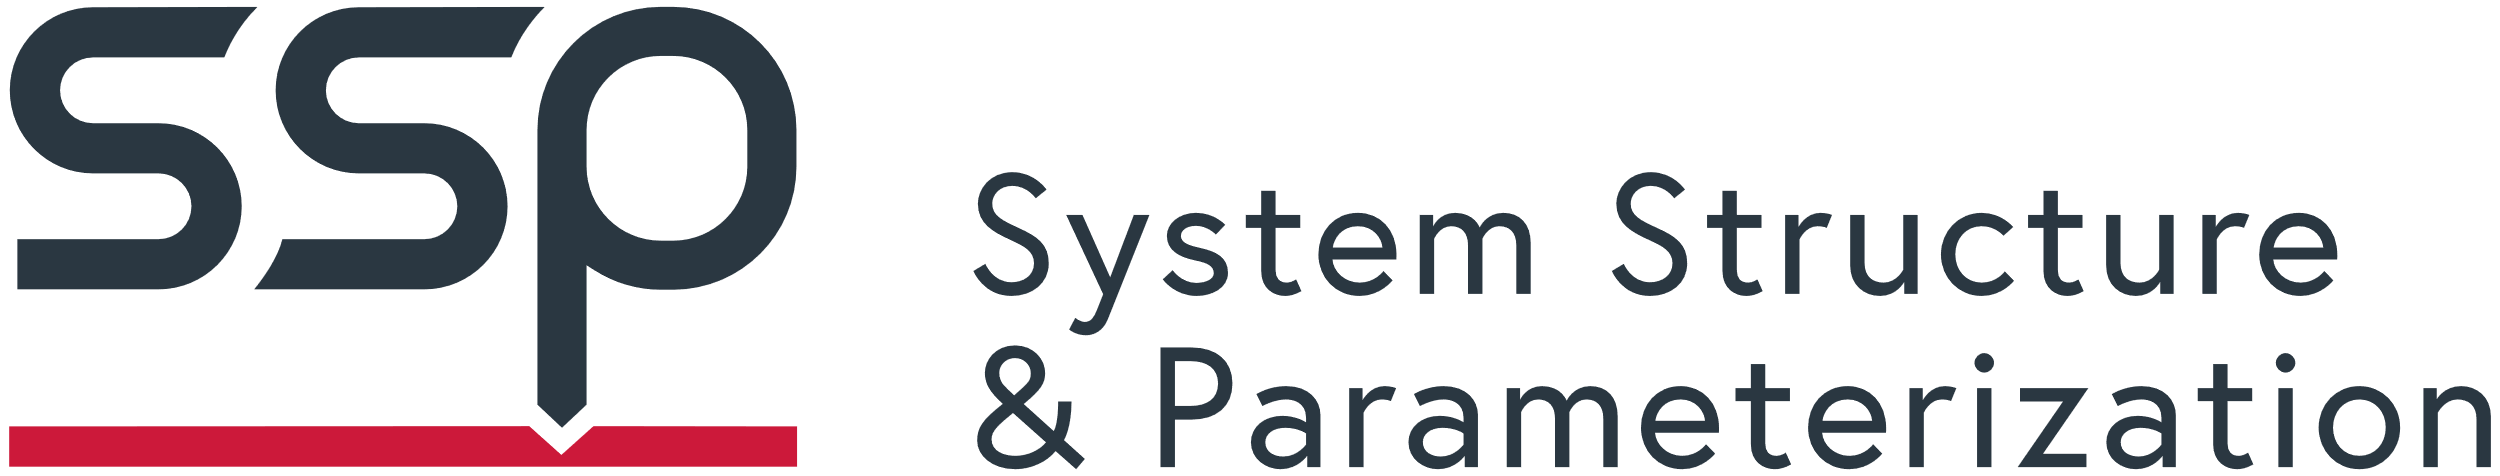 ssp
System Structure
& Parameterization